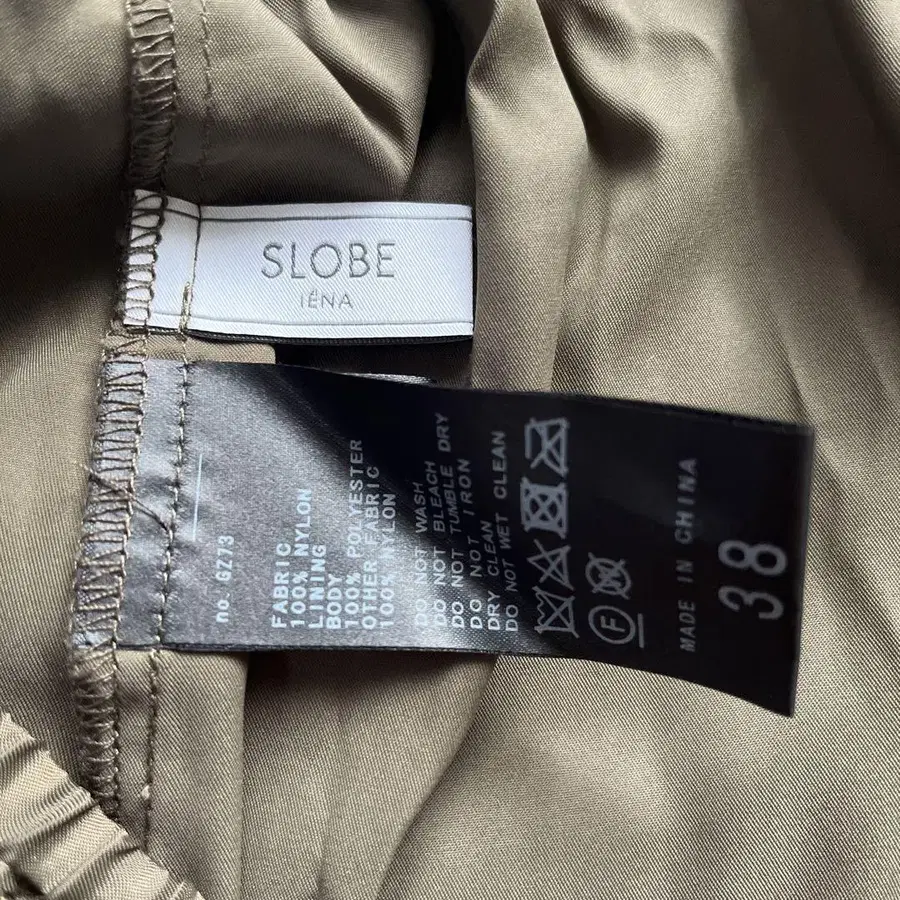 SLOBE
IÉNA
no. GZ73
FABRIC
100% NYLON
LINING
BODY
100% POLYESTER
OTHER FABRIC
100% NYLON
DO NOT WASH
DO NOT BLEACH
DO NOT TUMBLE DRY
DO NOT IRON
DRY CLEAN
DO NOT WET CLEAN
F
MADE IN CHINA
38